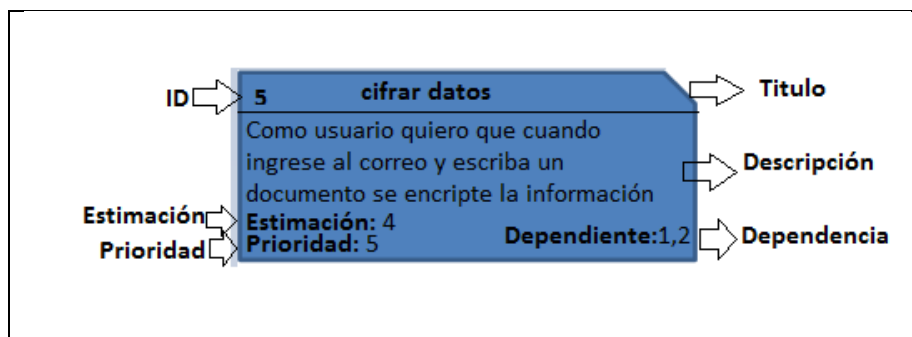 ID
5 cifrar datos
Titulo
Como usuario quiero que cuando
ingrese al correo y escriba un
documento se encripte la información
Descripción
Estimación
Estimación: 4
Prioridad
Prioridad: 5
Dependiente:1,2
Dependencia